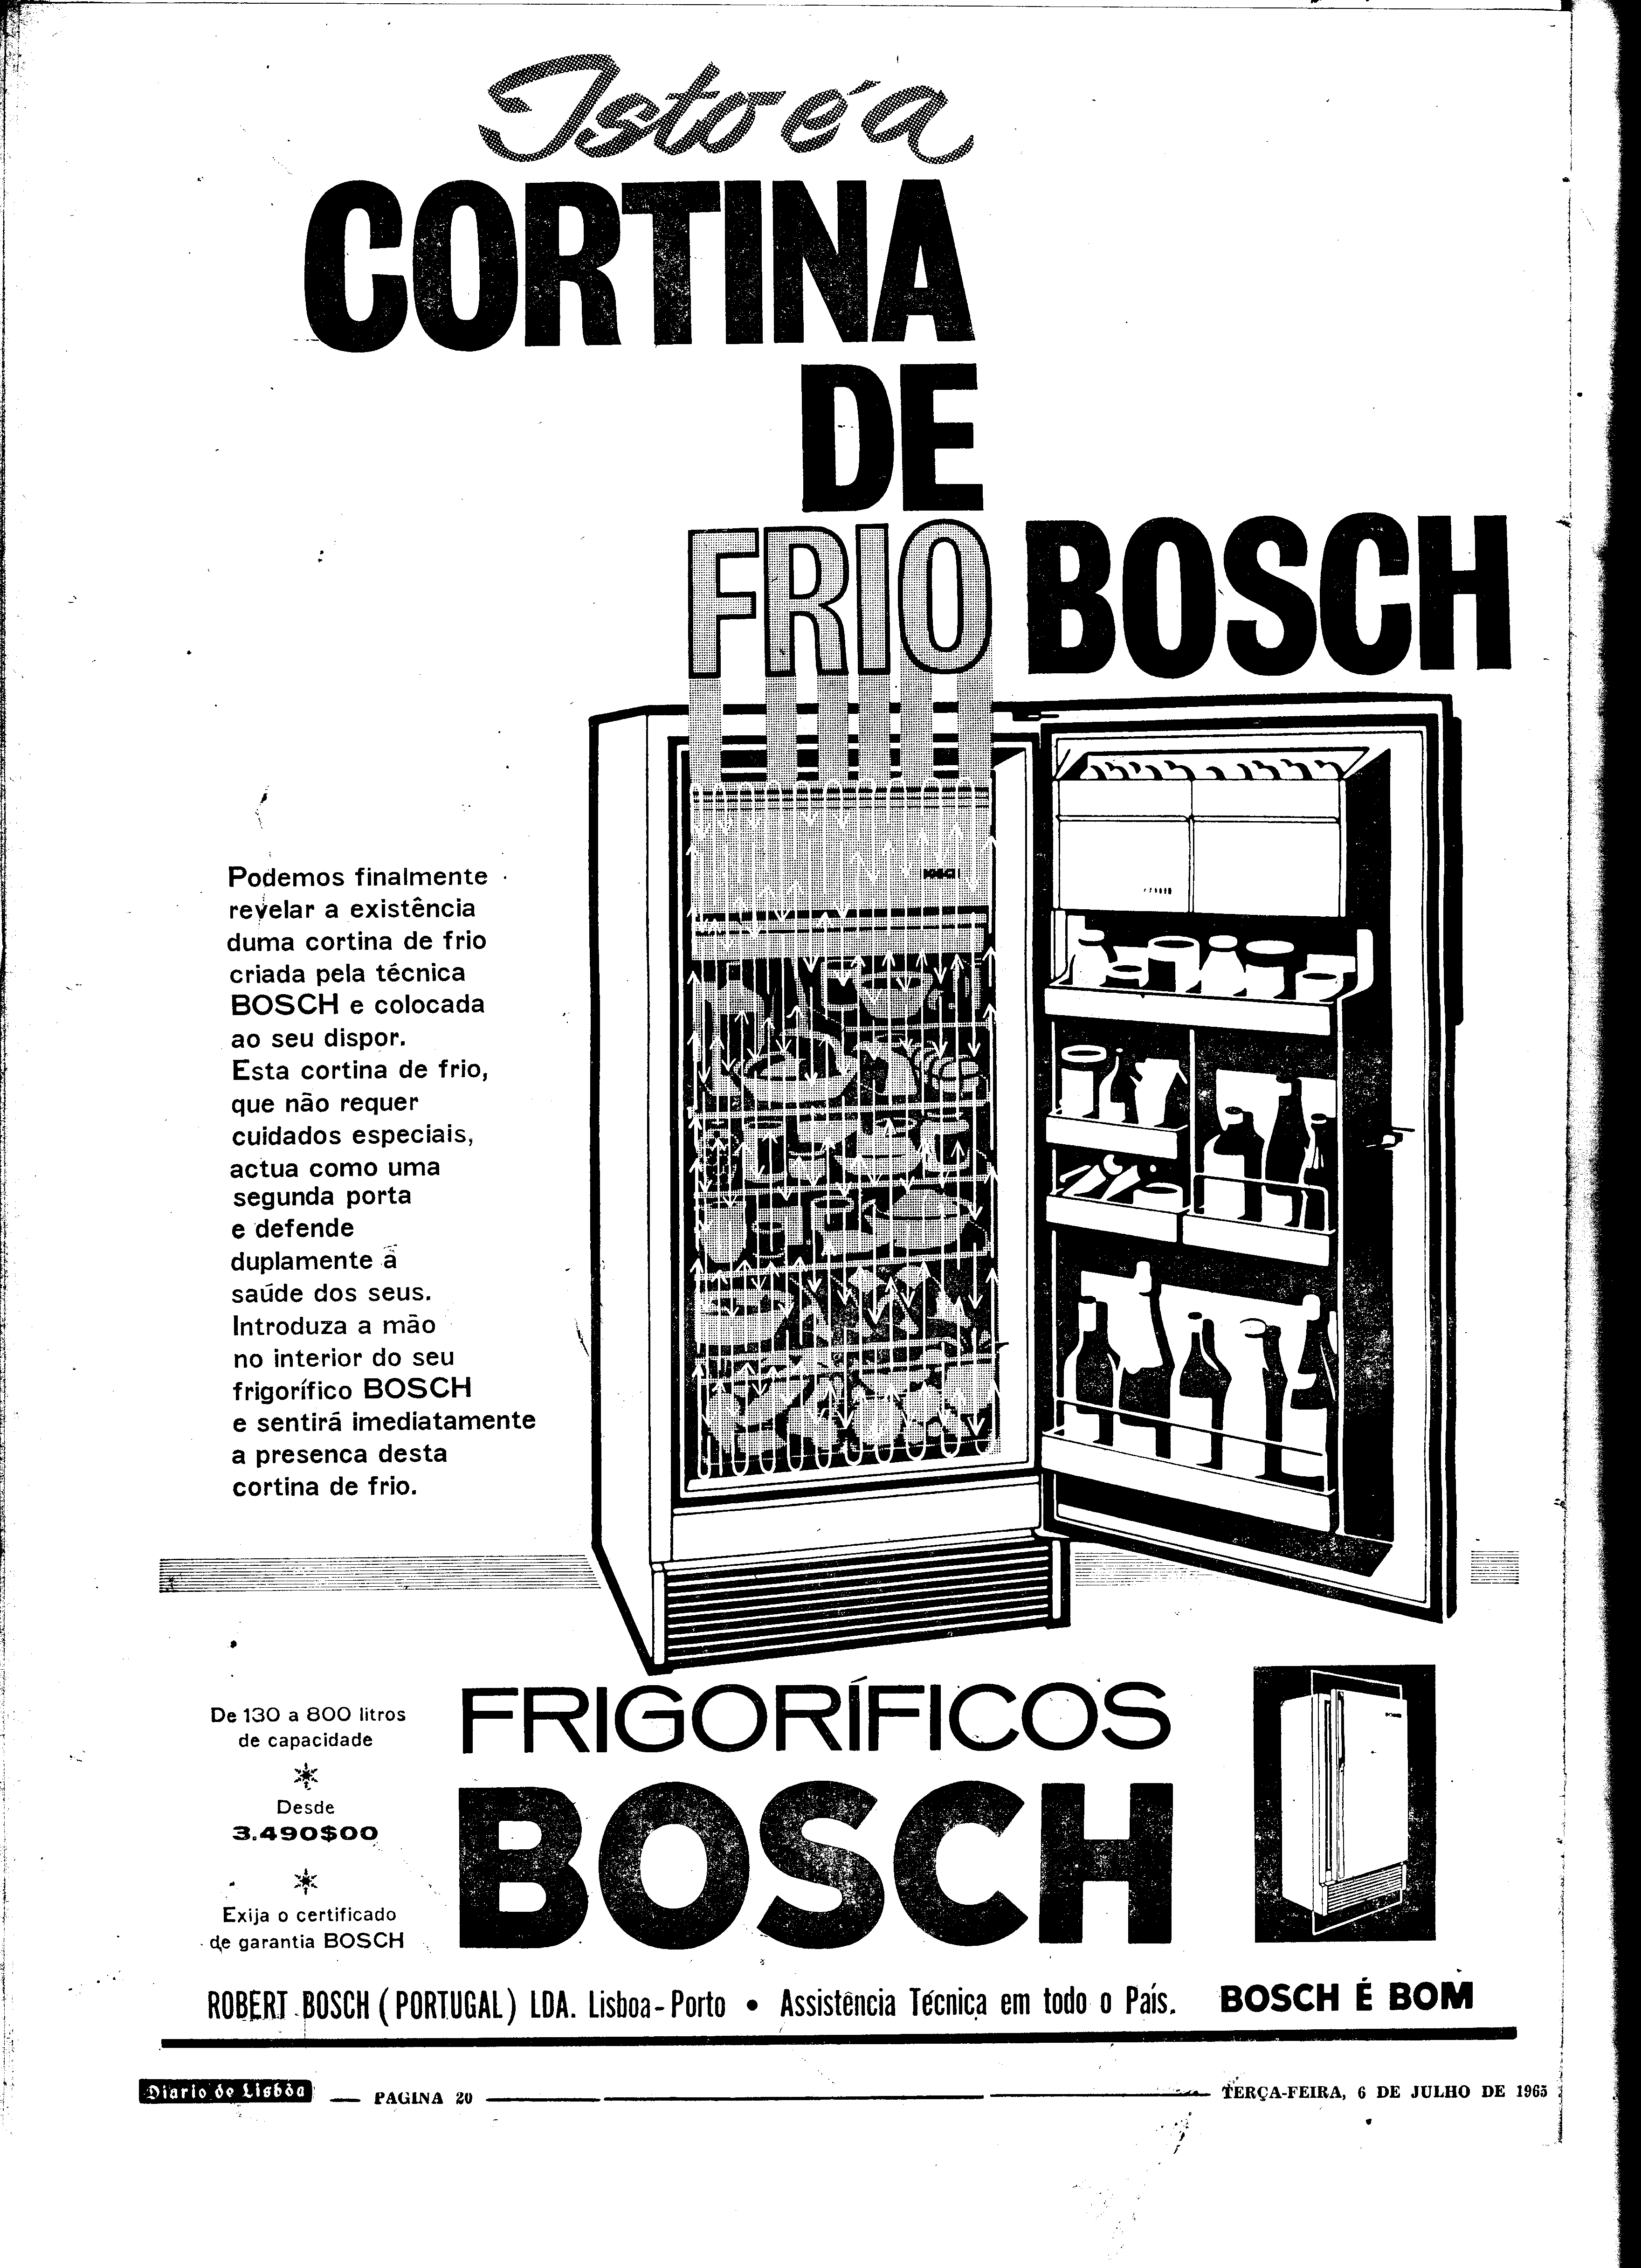 Isto é a
CORTINA
DE
FRIO BOSCH
Podemos finalmente
revelar a existência
duma cortina de frio
criada pela técnica
BOSCH e colocada
ao seu dispor.
Esta cortina de frio,
que não requer
cuidados especiais,
actua como uma
segunda porta
e defende
duplamente a
saúde dos seus.
Introduza a mão
no interior do seu
frigorífico BOSCH
e sentirá imediatamente
a presenca desta
cortina de frio.
De 130 a 800 litros
de capacidade
Desde
3.490$00
Exija o certificado
de garantia BOSCH
FRIGORÍFICOS
BOSCH
ROBERT BOSCH (PORTUGAL) LDA. Lisboa-Porto • Assistência Técnica em todo o País. BOSCH É BOM
Diario de Lisbôa — PAGINA 20 — TERÇA-FEIRA, 6 DE JULHO DE 1965